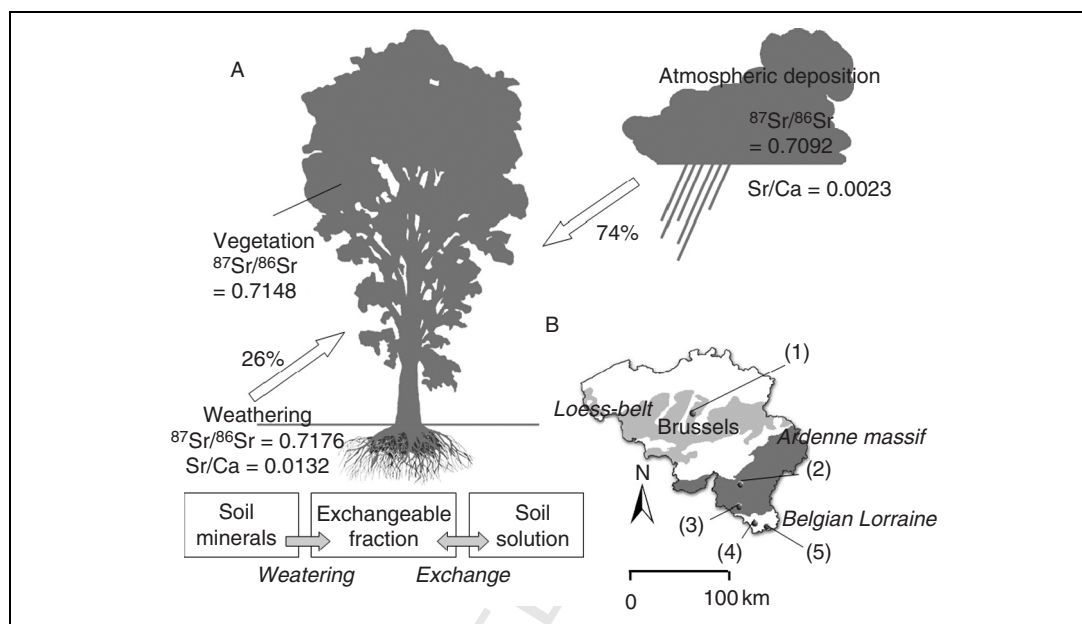 A
Atmospheric deposition
⁸⁷Sr/⁸⁶Sr
= 0.7092
Sr/Ca = 0.0023
74%
Vegetation
⁸⁷Sr/⁸⁶Sr
= 0.7148
26%
Weathering
⁸⁷Sr/⁸⁶Sr = 0.7176
Sr/Ca = 0.0132
Soil
minerals
Exchangeable
fraction
Soil
solution
Weatering
Exchange
B
(1)
Loess-belt
Brussels
Ardenne massif
(2)
N
(3)
Belgian Lorraine
(4)
(5)
0
100 km